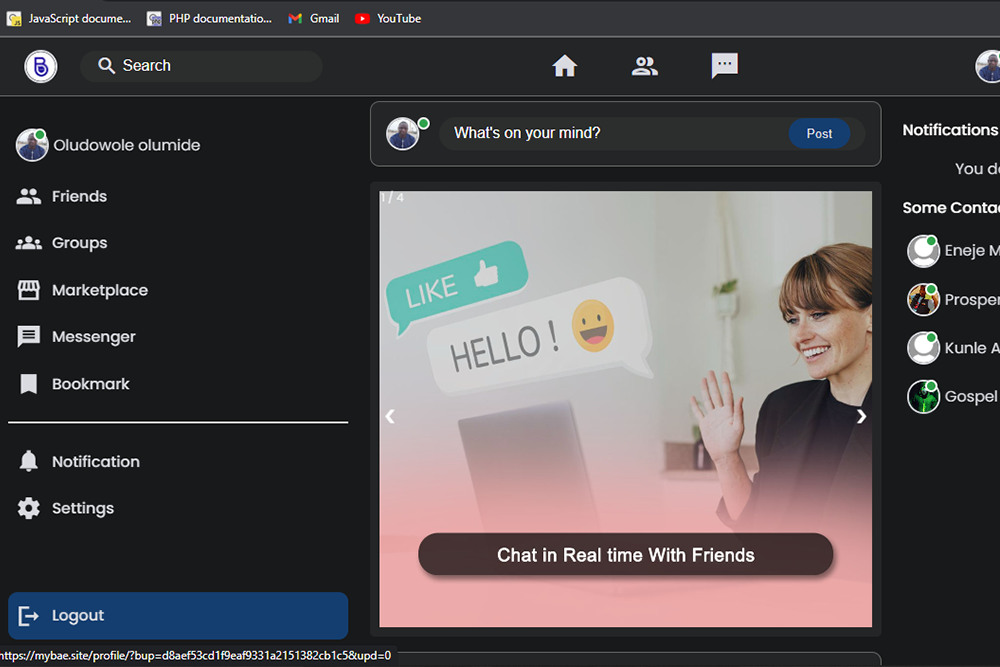 JavaScript docume...
PHP documentatio...
Gmail
YouTube
Search
Oludowole olumide
Friends
Groups
Marketplace
Messenger
Bookmark
Notification
Settings
Logout
What's on your mind?
Post
1 / 4
LIKE
HELLO !
Chat in Real time With Friends
Notifications
You d
Some Conta
Eneje M
Prosper
Kunle A
Gospel
https://mybae.site/profile/?bup=d8aef53cd1f9eaf9331a2151382cb1c5&upd=0